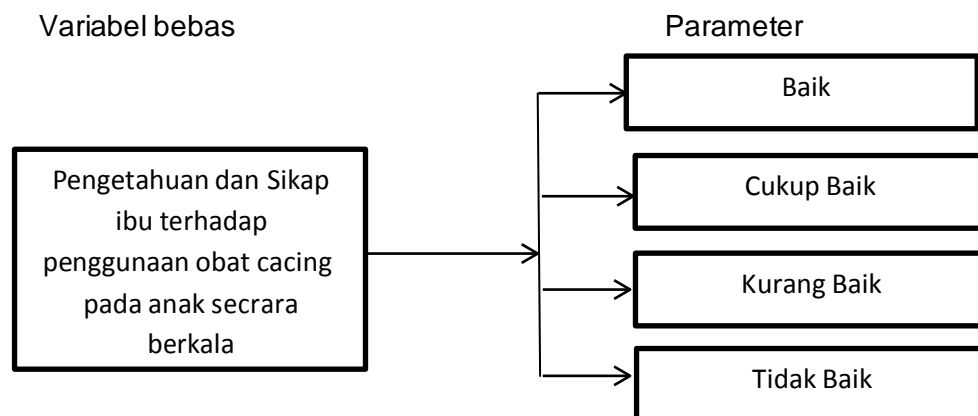 Variabel bebas
Parameter
Pengetahuan dan Sikap
ibu terhadap
penggunaan obat cacing
pada anak secrara
berkala
Baik
Cukup Baik
Kurang Baik
Tidak Baik